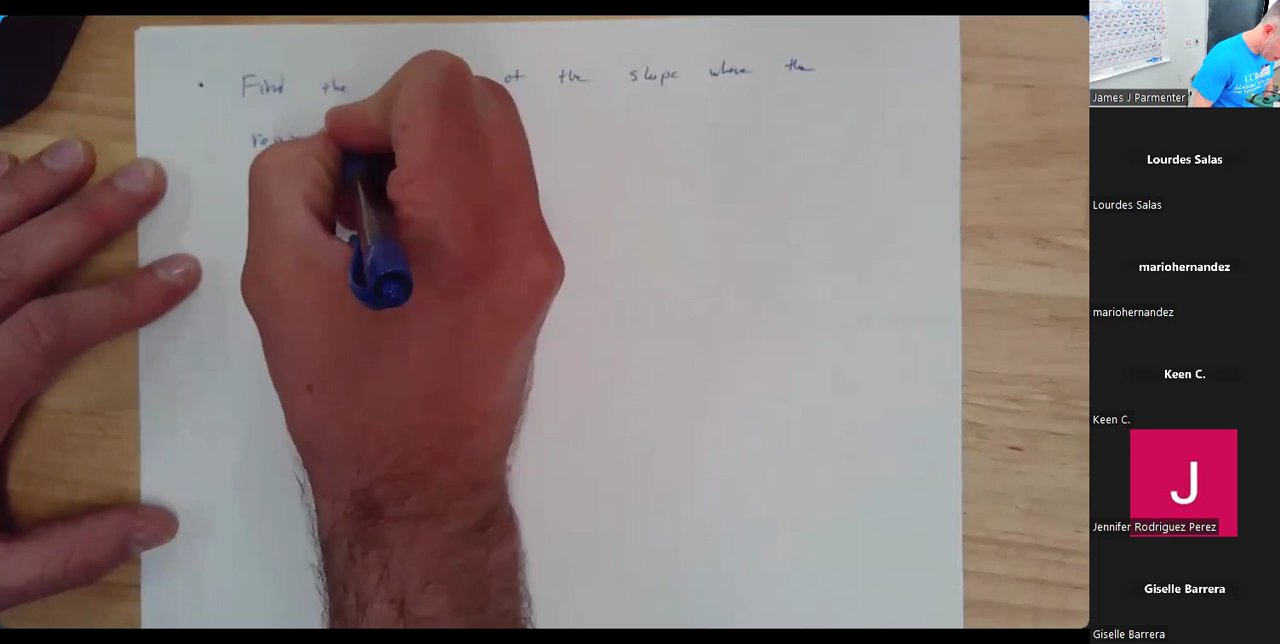 • Find the of the slope where the
James J Parmenter
Lourdes Salas
Lourdes Salas
mariohernandez
mariohernandez
Keen C.
Keen C.
J
Jennifer Rodriguez Perez
Giselle Barrera
Giselle Barrera